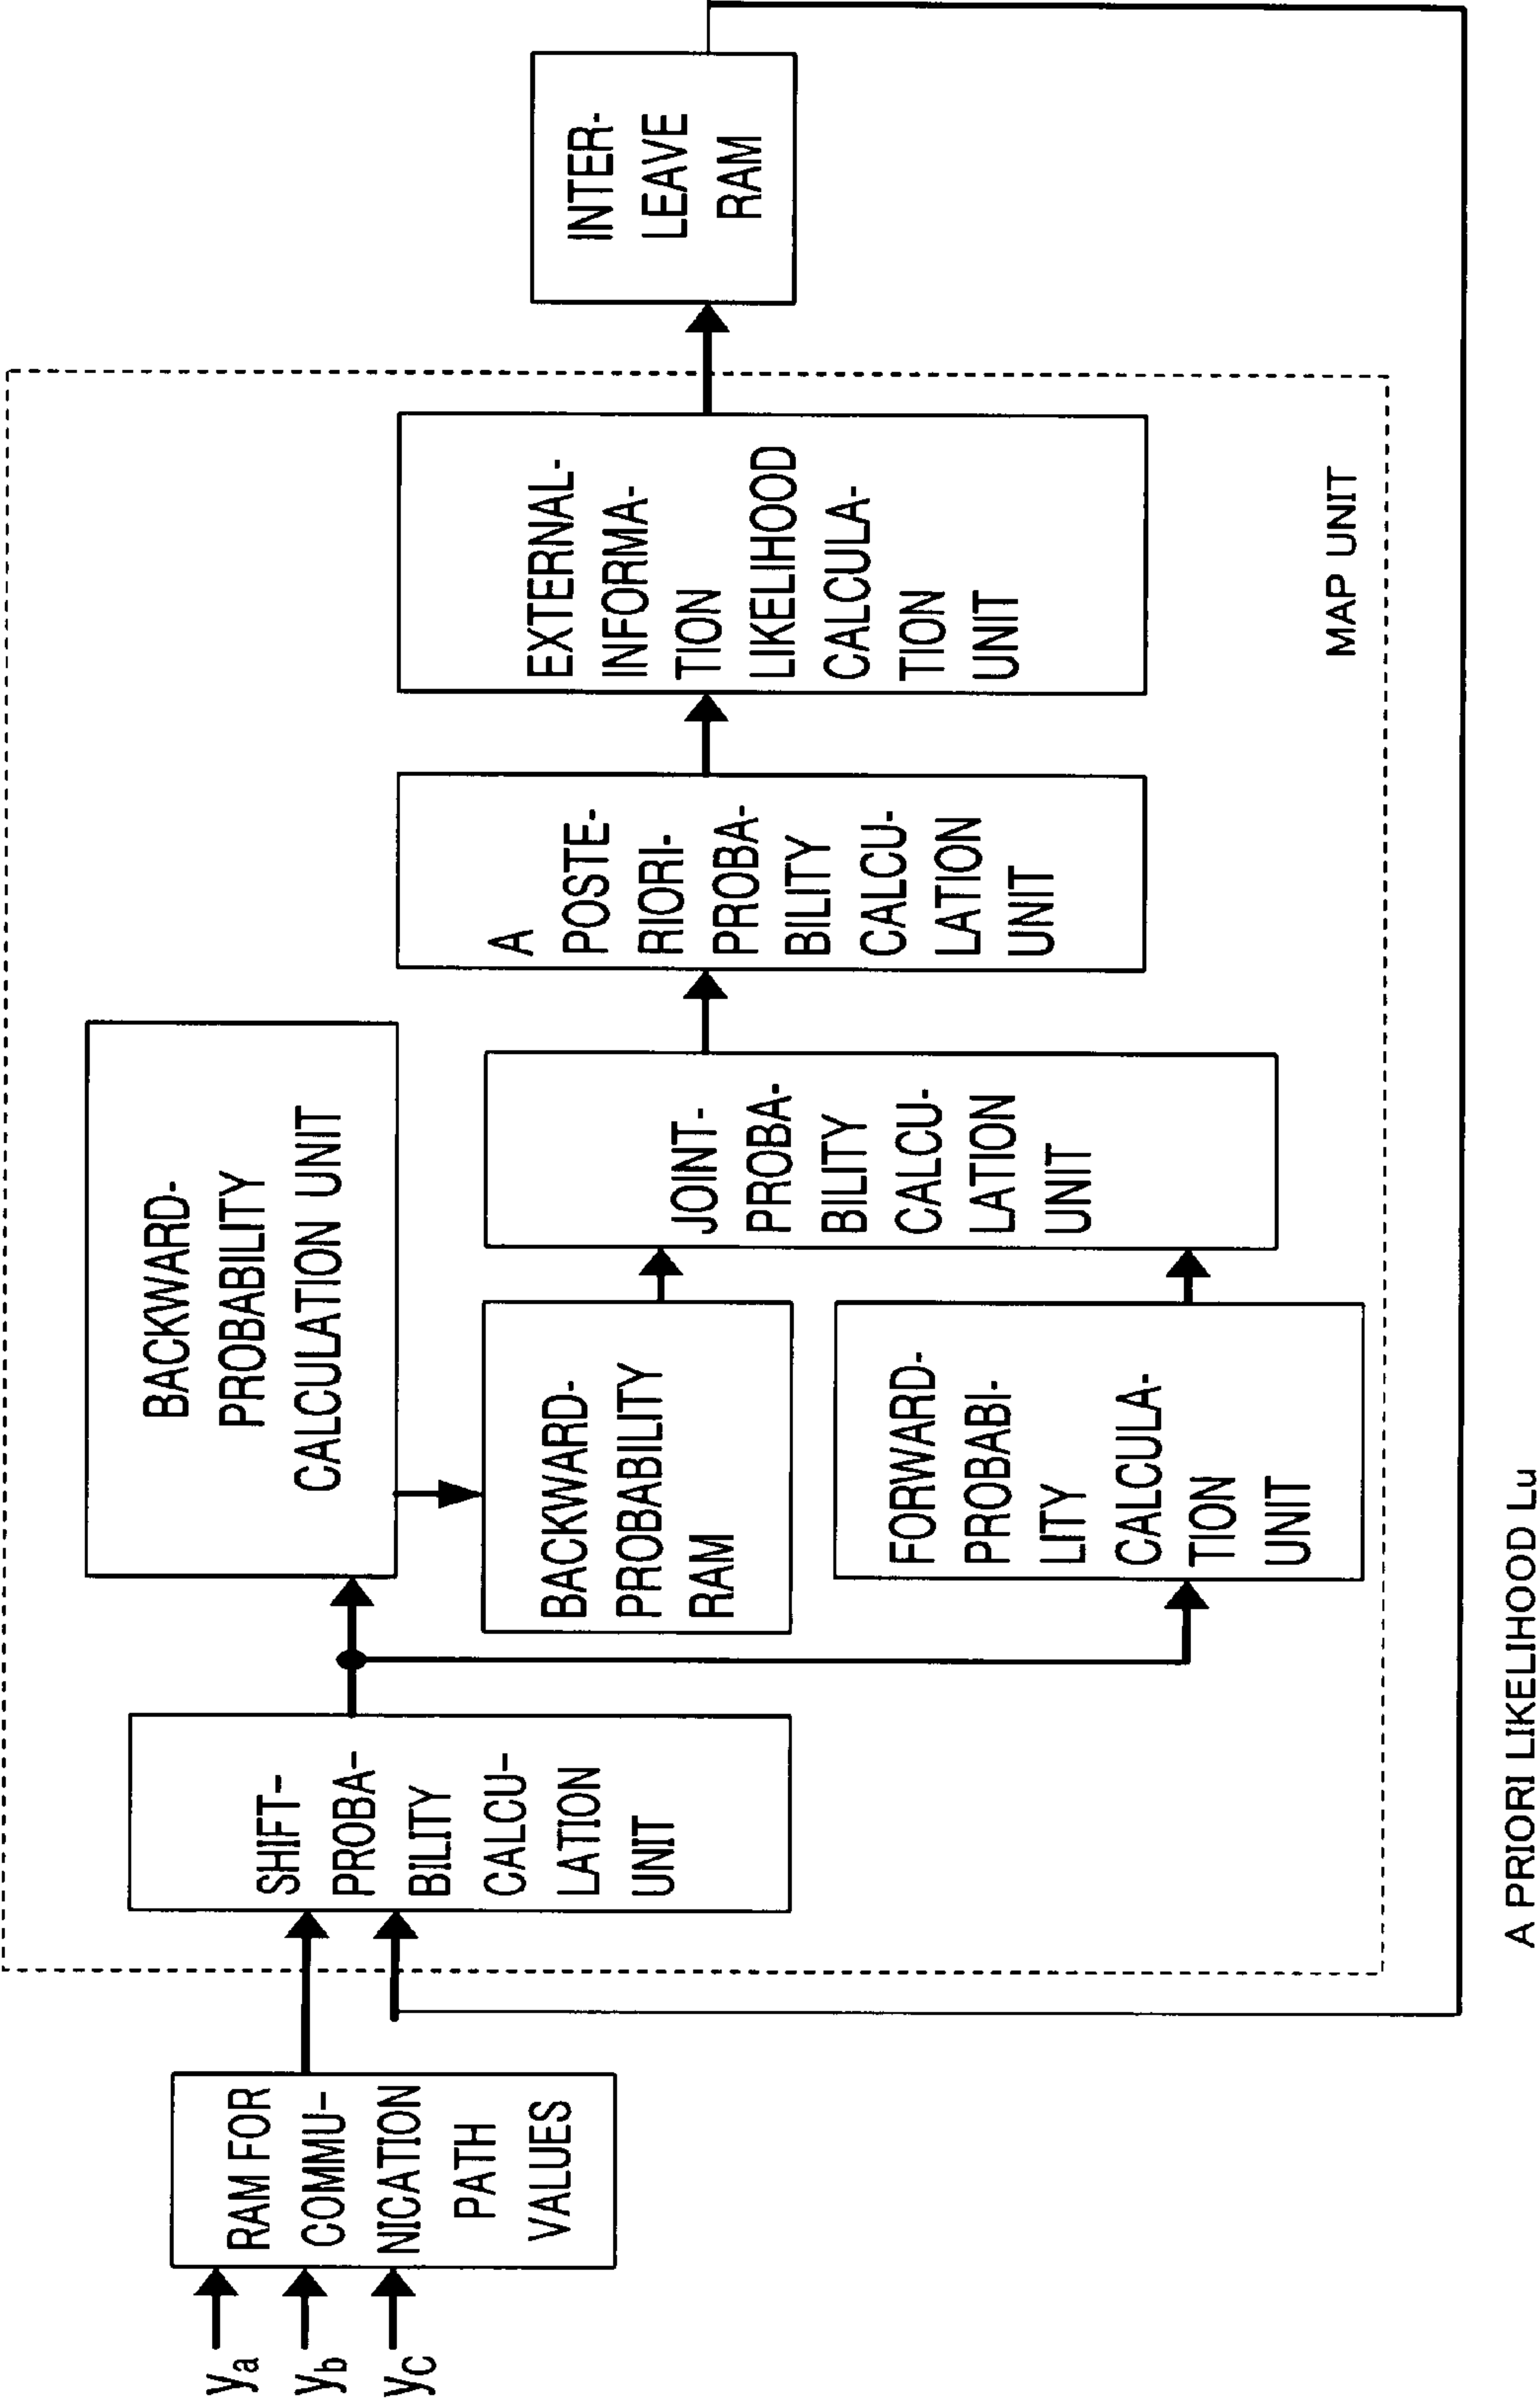 ya
yb
yc
RAM FOR
COMMU-
NICATION
PATH
VALUES
SHIFT-
PROBA-
BILITY
CALCU-
LATION
UNIT
BACKWARD-
PROBABILITY
CALCULATION UNIT
BACKWARD-
PROBABILITY
RAM
FORWARD-
PROBABI-
LITY
CALCULA-
TION
UNIT
JOINT-
PROBA-
BILITY
CALCU-
LATION
UNIT
A
POSTE-
RIORI-
PROBA-
BILITY
CALCU-
LATION
UNIT
EXTERNAL-
INFORMA-
TION
LIKELIHOOD
CALCULA-
TION
UNIT
MAP UNIT
INTER-
LEAVE
RAM
A PRIORI LIKELIHOOD Lu